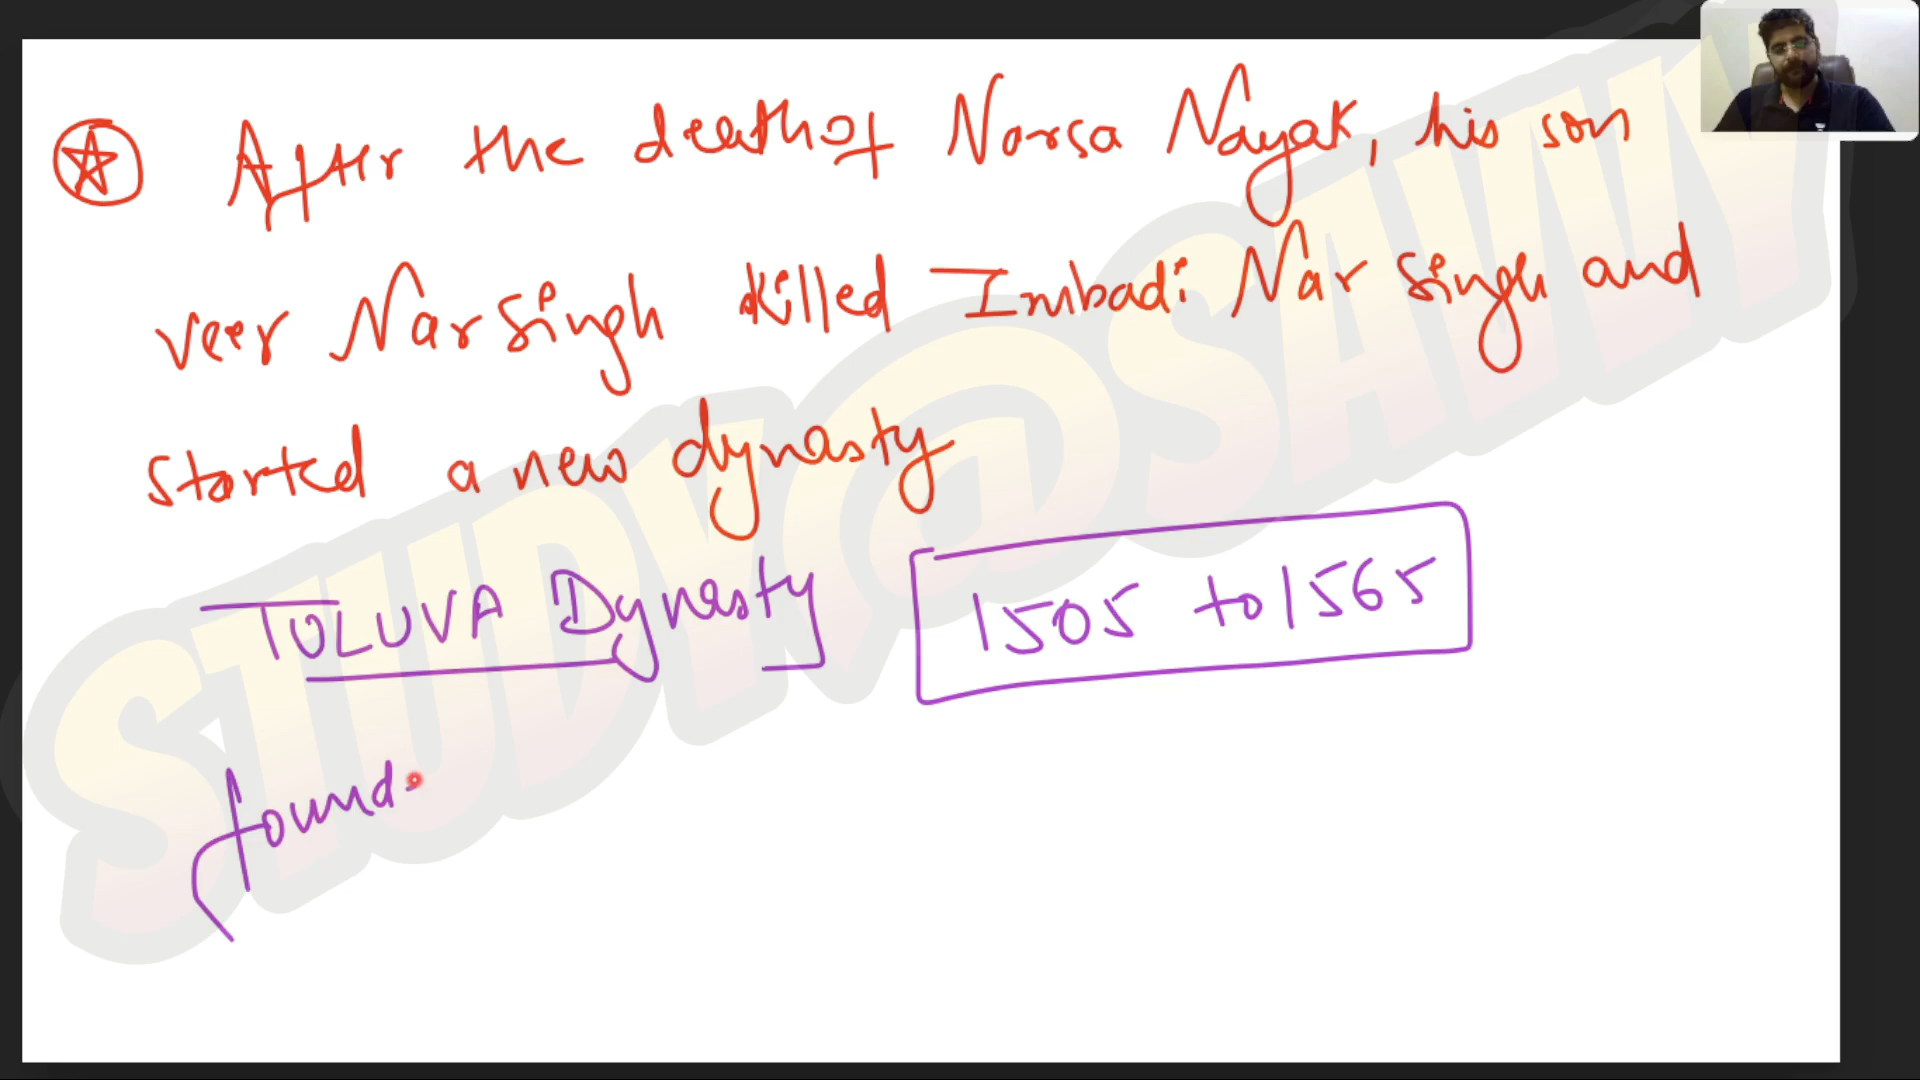 After the death of Narsa Nayak, his son
veer Narsingh killed Imbadi Nar singh and
started a new dynasty
TULUVA Dynasty 1505 to 1565
found.
STUDY@SAVVY